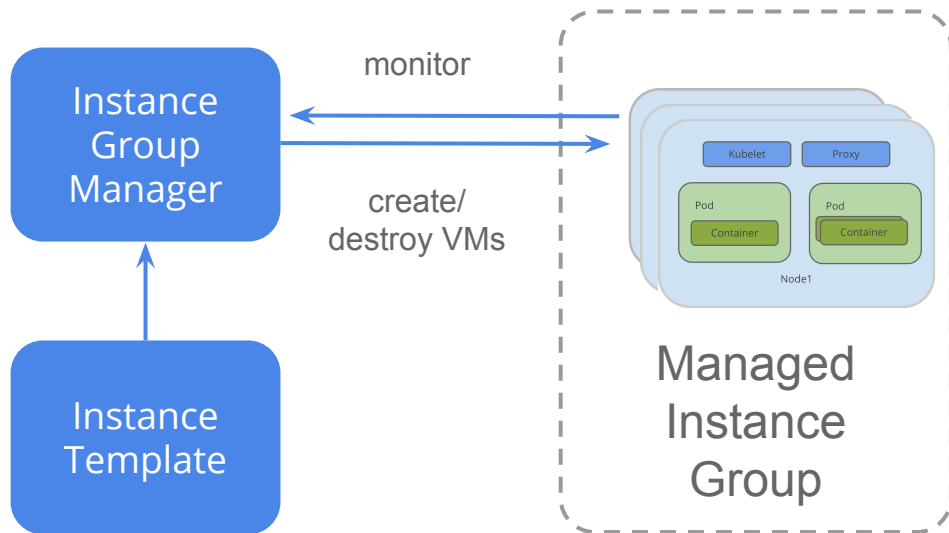 Instance
Group
Manager
monitor
create/
destroy VMs
Instance
Template
Kubelet
Proxy
Pod
Container
Pod
Container
Node1
Managed
Instance
Group